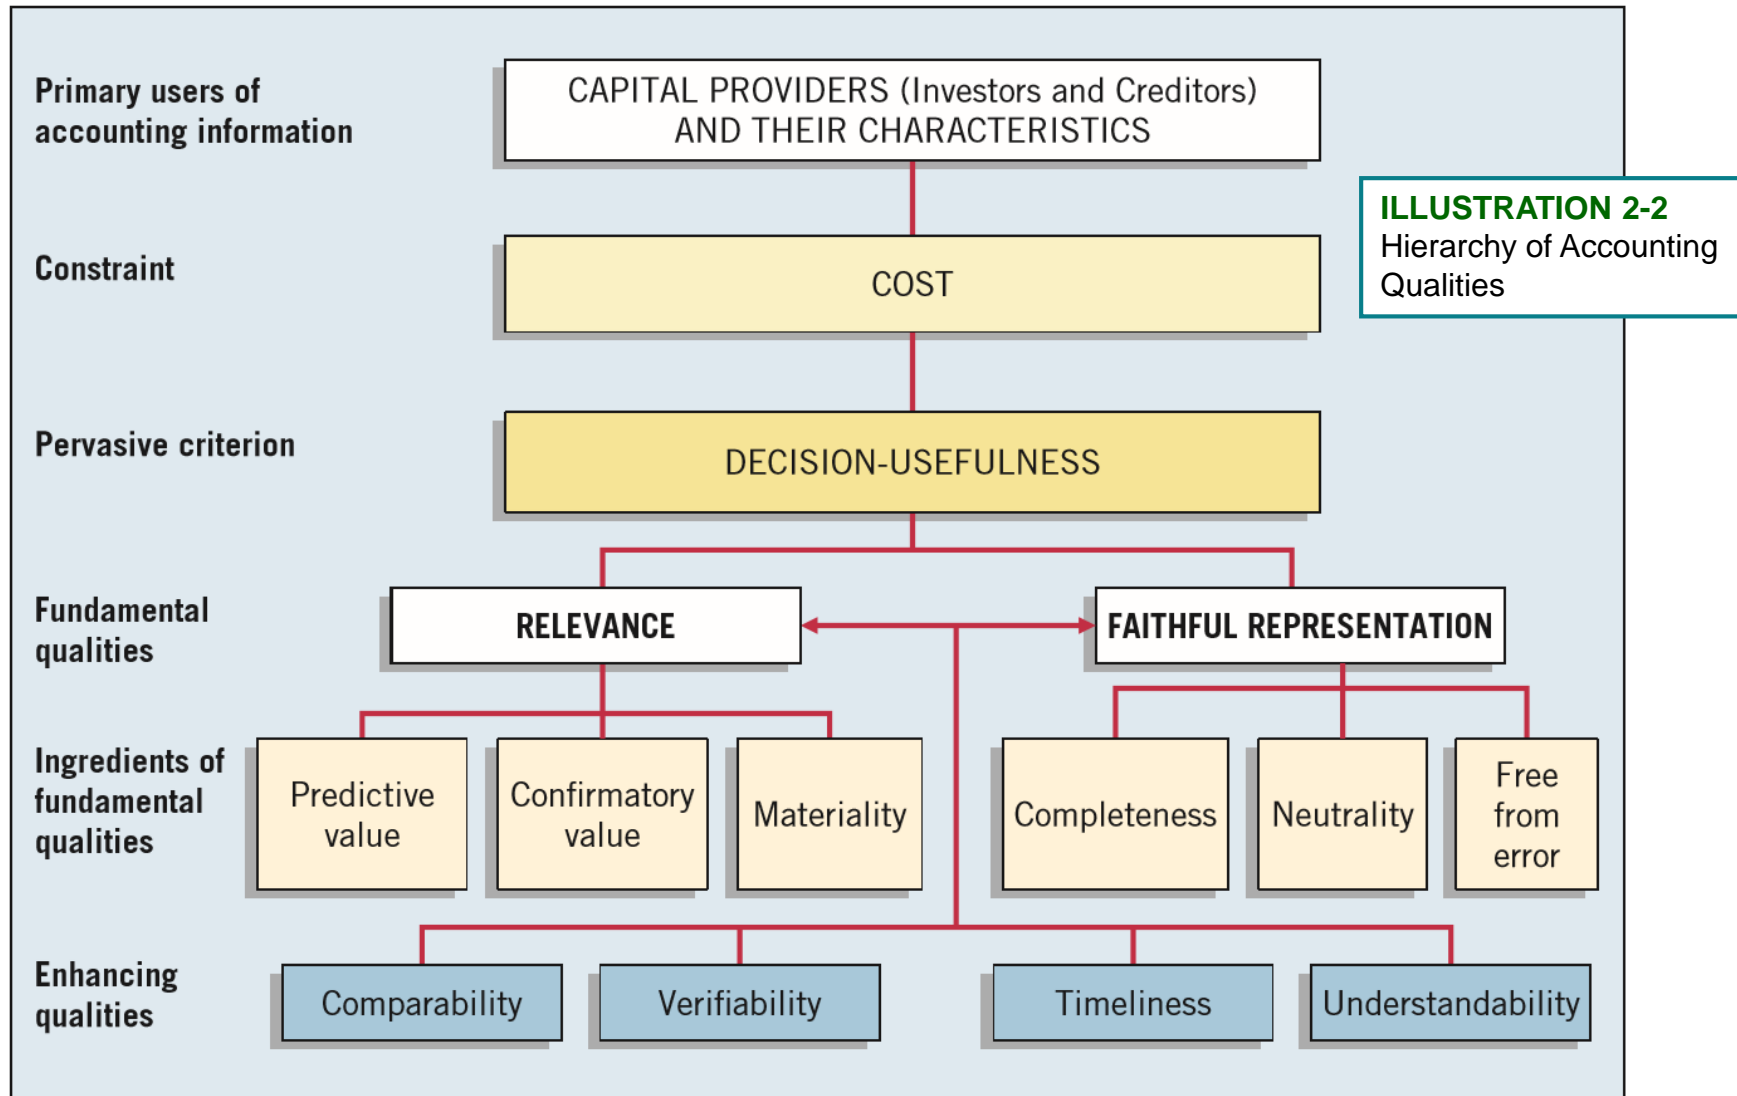 Primary users of
accounting information
CAPITAL PROVIDERS (Investors and Creditors)
AND THEIR CHARACTERISTICS
ILLUSTRATION 2-2
Hierarchy of Accounting
Qualities
Constraint
COST
Pervasive criterion
DECISION-USEFULNESS
Fundamental
qualities
RELEVANCE
FAITHFUL REPRESENTATION
Ingredients of
fundamental
qualities
Predictive
value
Confirmatory
value
Materiality
Completeness
Neutrality
Free
from
error
Enhancing
qualities
Comparability
Verifiability
Timeliness
Understandability